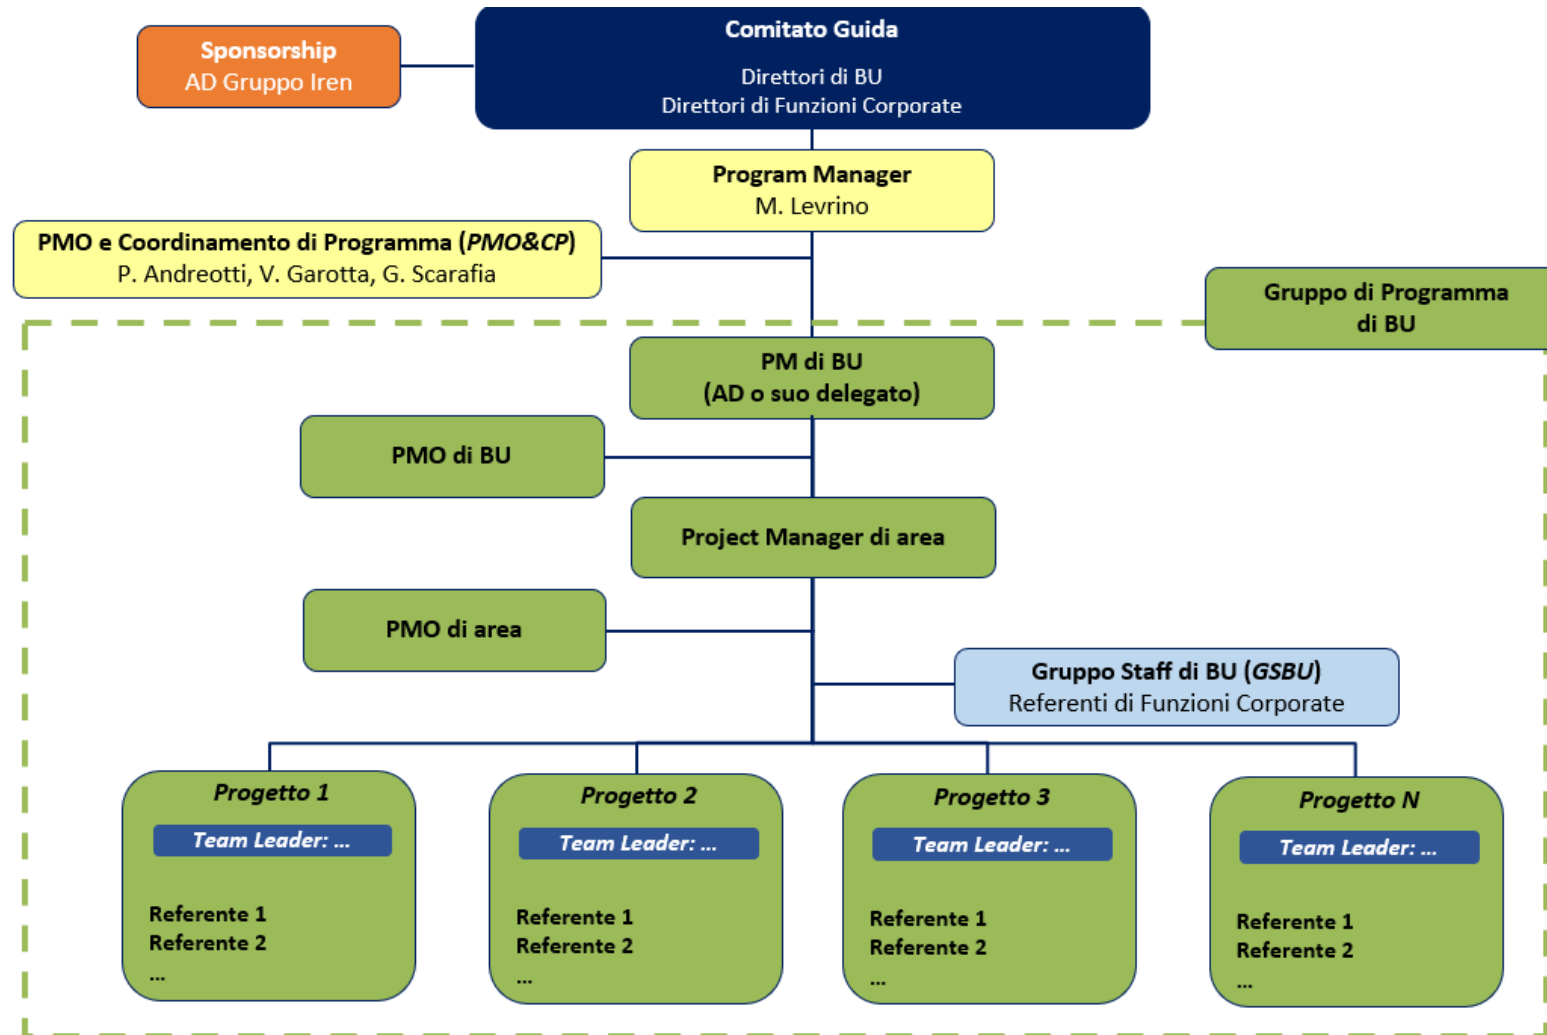 Comitato Guida
Direttori di BU
Direttori di Funzioni Corporate
Sponsorship
AD Gruppo Iren
Program Manager
M. Levrino
PMO e Coordinamento di Programma (PMO&CP)
P. Andreotti, V. Garotta, G. Scarafia
Gruppo di Programma
di BU
PM di BU
(AD o suo delegato)
PMO di BU
Project Manager di area
PMO di area
Gruppo Staff di BU (GSBU)
Referenti di Funzioni Corporate
Progetto 1
Team Leader: ...
Referente 1
Referente 2
...
Progetto 2
Team Leader: ...
Referente 1
Referente 2
...
Progetto 3
Team Leader: ...
Referente 1
Referente 2
...
Progetto N
Team Leader: ...
Referente 1
Referente 2
...